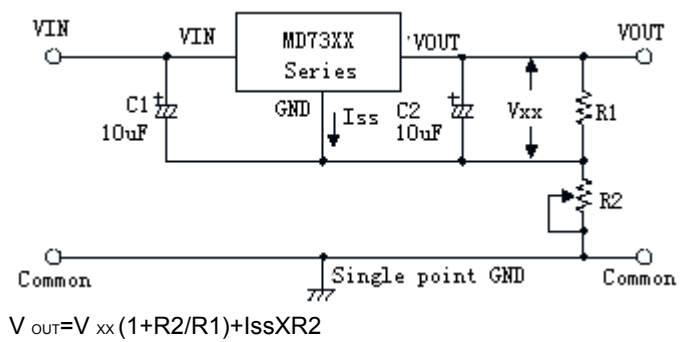 VIN
VIN
MD73XX
Series
'VOUT
VOUT
C1
10uF
+
GND
Iss
C2
10uF
+
Vxx
R1
R2
Common
Single point GND
Common
V OUT=V XX (1+R2/R1)+IssXR2